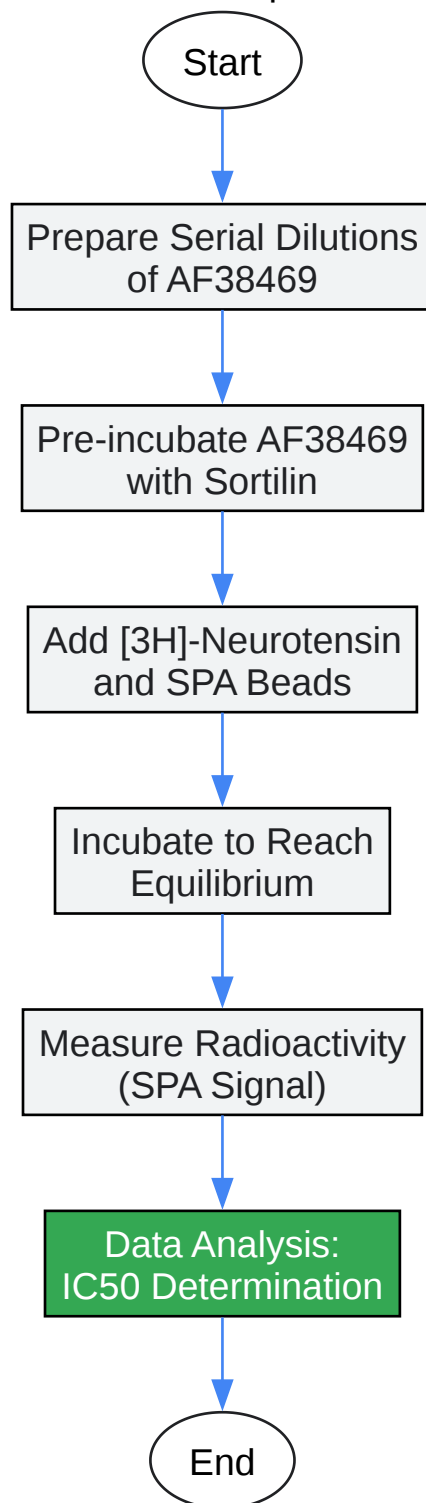 Start
Prepare Serial Dilutions
of AF38469
Pre-incubate AF38469
with Sortilin
Add [3H]-Neurotensin
and SPA Beads
Incubate to Reach
Equilibrium
Measure Radioactivity
(SPA Signal)
Data Analysis:
IC50 Determination
End